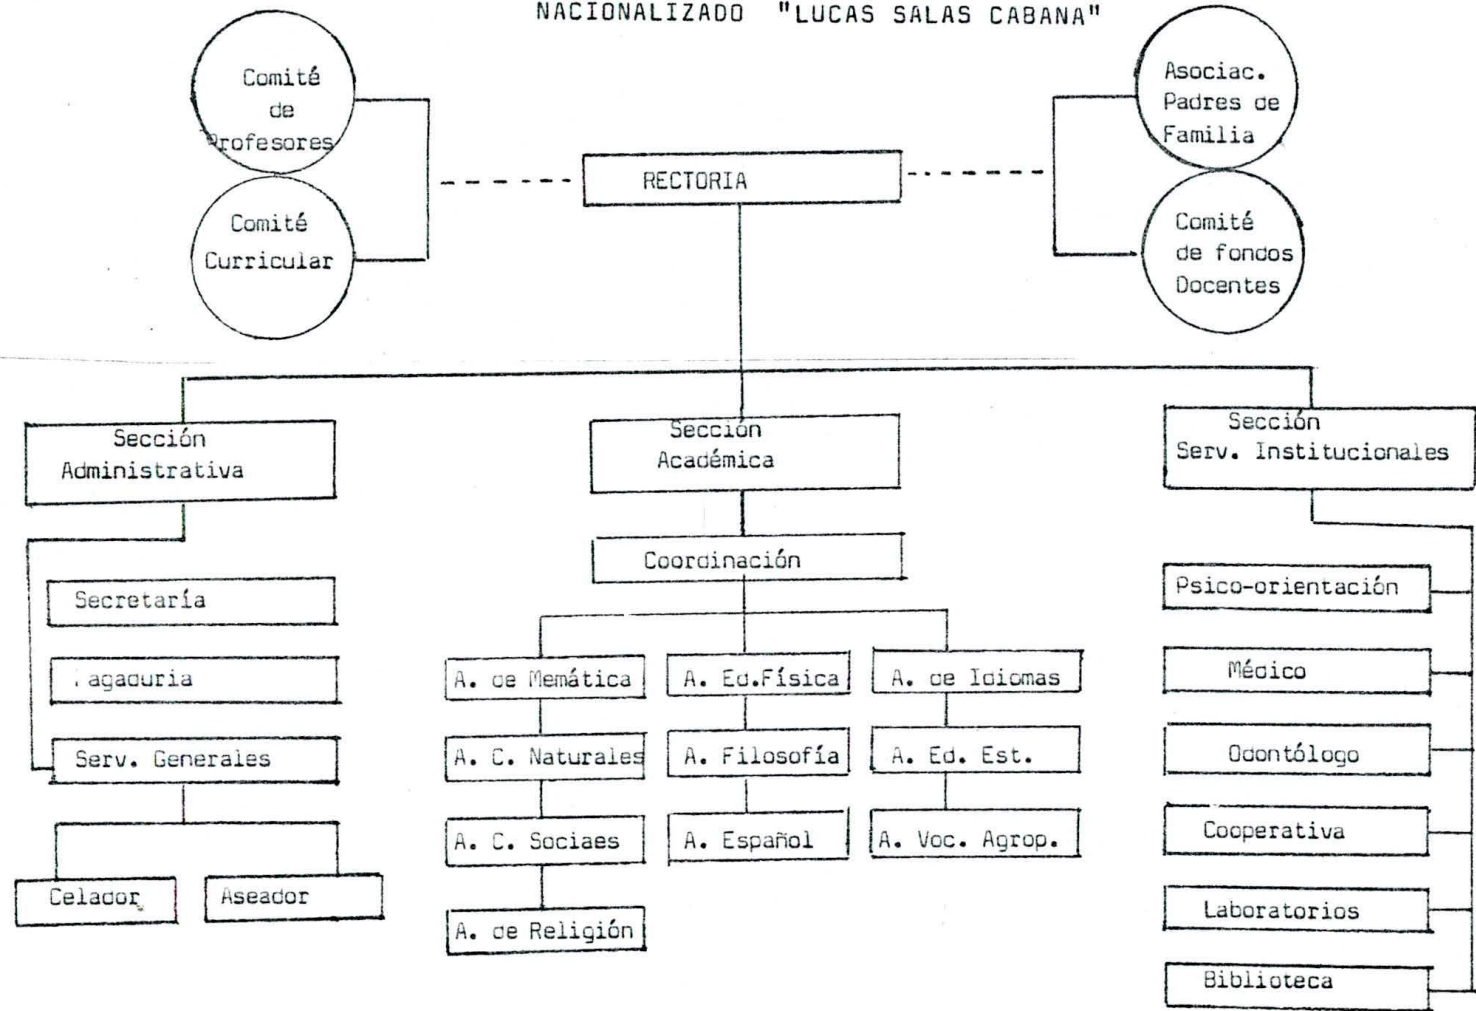 NACIONALIZADO "LUCAS SALAS CABANA"
Comité
de
Profesores
Comité
Curricular
RECTORIA
Asociac.
Padres de
Familia
Comité
de fondos
Docentes
Sección
Administrativa
Sección
Académica
Sección
Serv. Institucionales
Secretaría
agaduria
Serv. Generales
Celador
Aseador
Coordinación
A. de Memática
A. C. Naturales
A. C. Sociaes
A. de Religión
A. Ed.Física
A. Filosofía
A. Español
A. de Idiomas
A. Ed. Est.
A. Voc. Agrop.
Psico-orientación
Médico
Odontólogo
Cooperativa
Laboratorios
Biblioteca